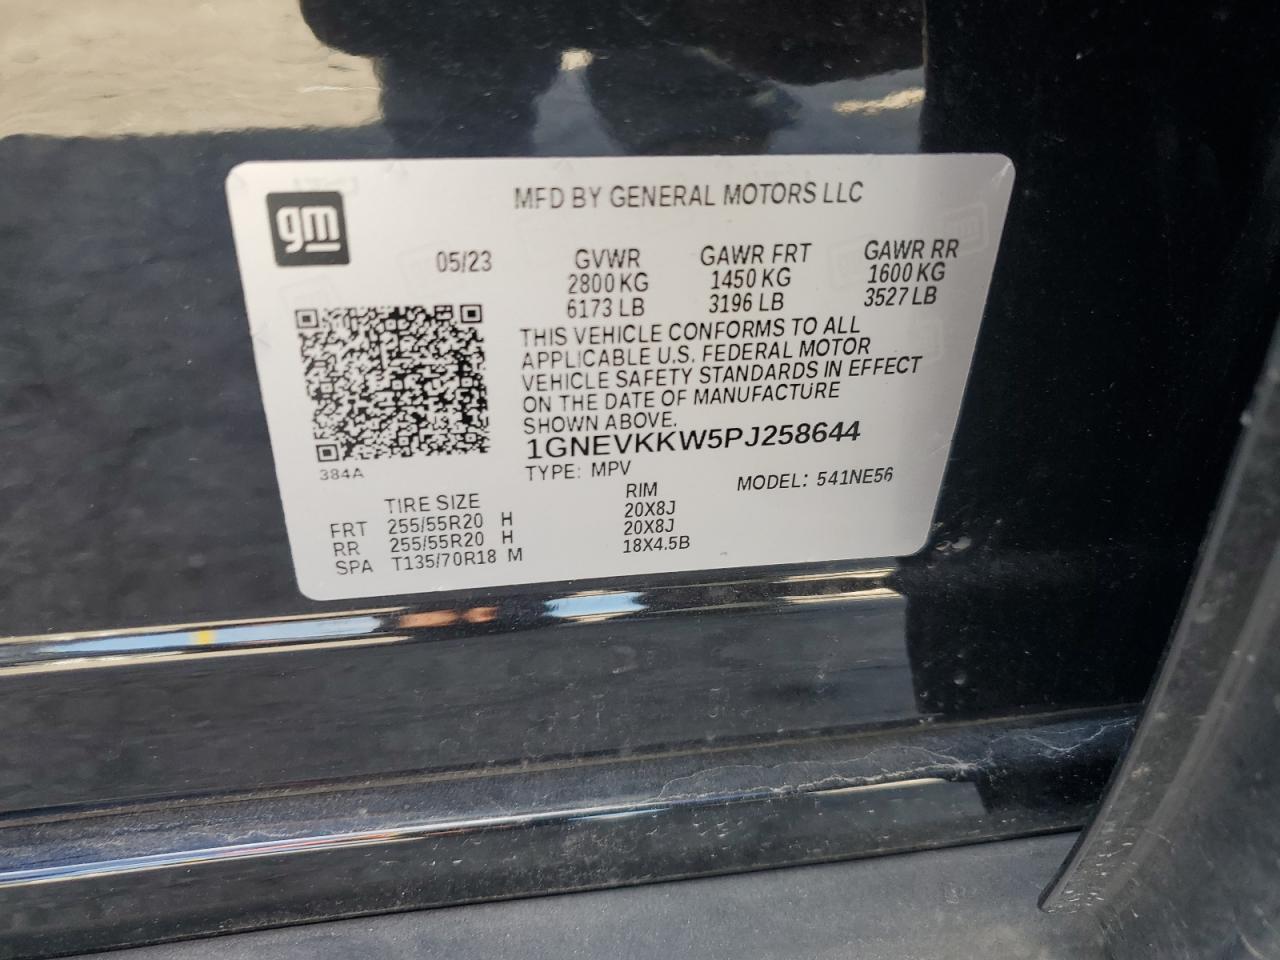 MFD BY GENERAL MOTORS LLC
gm
05/23 GVWR GAWR FRT GAWR RR
2800 KG 1450 KG 1600 KG
6173 LB 3196 LB 3527 LB
THIS VEHICLE CONFORMS TO ALL
APPLICABLE U.S. FEDERAL MOTOR
VEHICLE SAFETY STANDARDS IN EFFECT
ON THE DATE OF MANUFACTURE
SHOWN ABOVE.
1GNEVKKW5PJ258644
384A
TYPE: MPV MODEL: 541NE56
TIRE SIZE RIM
FRT 255/55R20 H 20X8J
RR 255/55R20 H 20X8J
SPA T135/70R18 M 18X4.5B